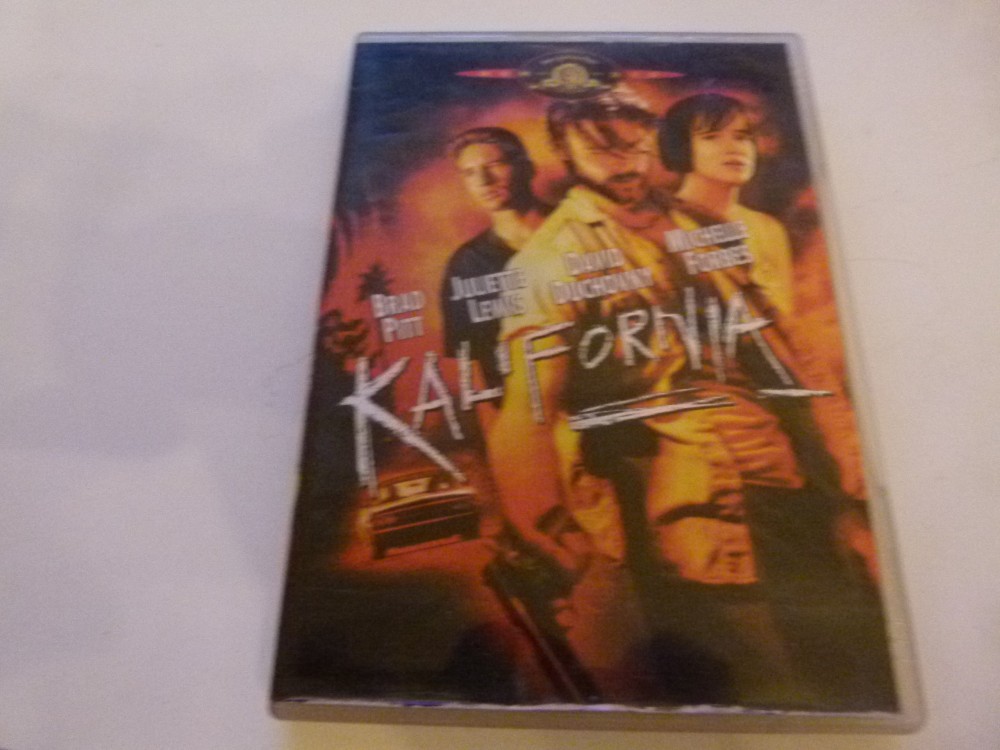 BRAD
PITT
JULIETTE
LEWIS
DAVID
DUCHOVNY
MICHELLE
FORBES
KALIFORNIA